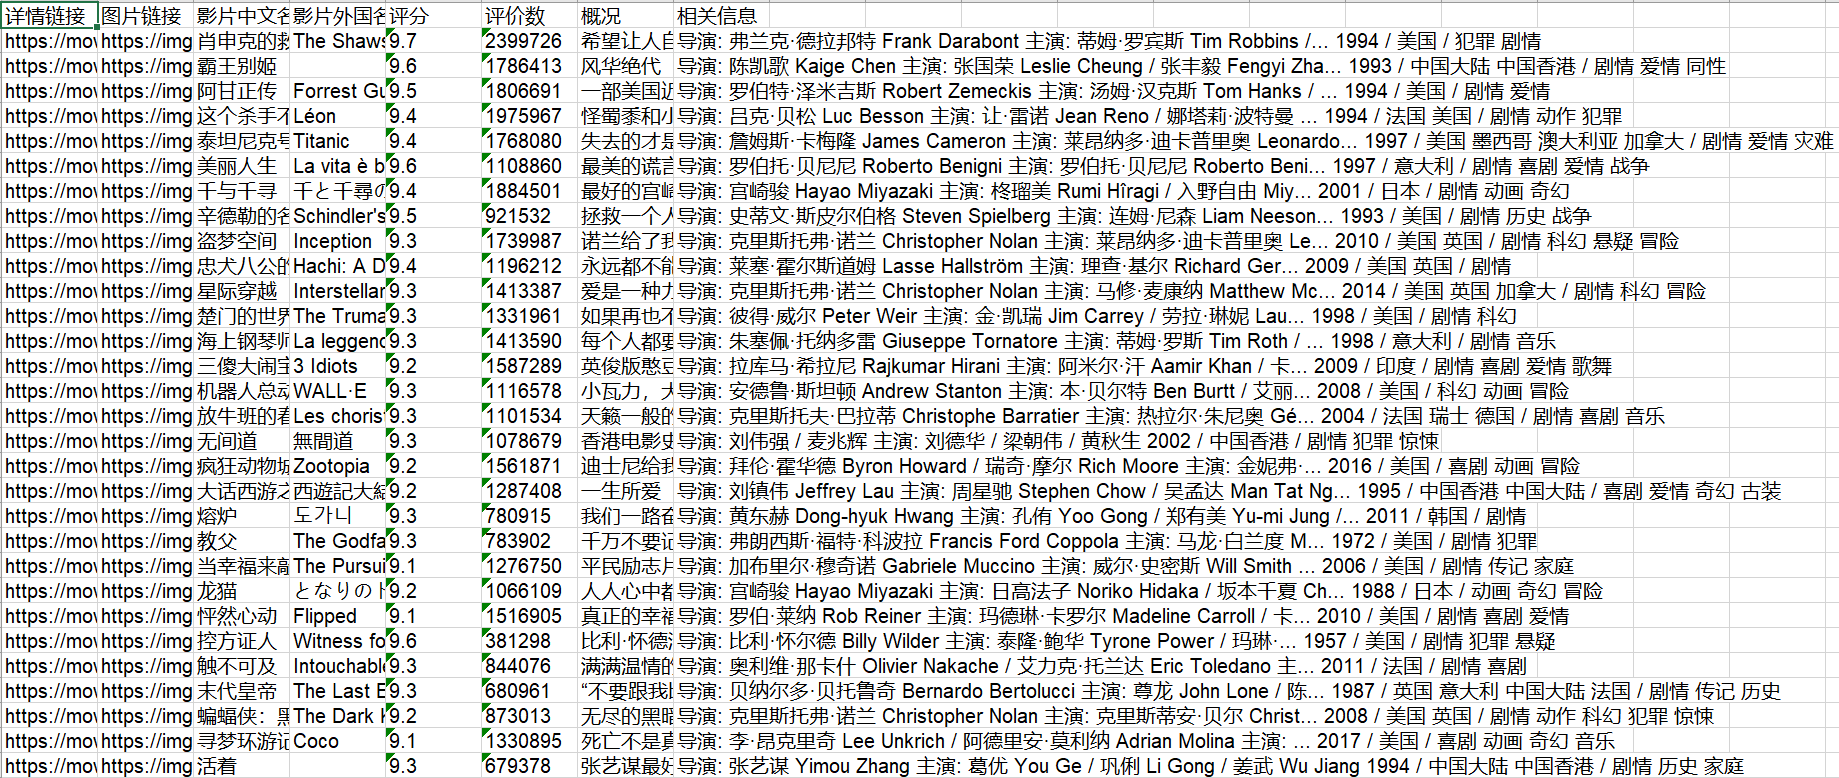 详情链接 图片链接 影片中文名 影片外国名 评分 评价数 概况 相关信息
https://mov https://img 肖申克的救 The Shaws 9.7 2399726 希望让人自 导演: 弗兰克·德拉邦特 Frank Darabont 主演: 蒂姆·罗宾斯 Tim Robbins /... 1994 / 美国 / 犯罪 剧情
https://mov https://img 霸王别姬 9.6 1786413 风华绝代 导演: 陈凯歌 Kaige Chen 主演: 张国荣 Leslie Cheung / 张丰毅 Fengyi Zha... 1993 / 中国大陆 中国香港 / 剧情 爱情 同性
https://mov https://img 阿甘正传 Forrest Gu 9.5 1806691 一部美国近 导演: 罗伯特·泽米吉斯 Robert Zemeckis 主演: 汤姆·汉克斯 Tom Hanks / ... 1994 / 美国 / 剧情 爱情
https://mov https://img 这个杀手不 Léon 9.4 1975967 怪蜀黍和小 导演: 吕克·贝松 Luc Besson 主演: 让·雷诺 Jean Reno / 娜塔莉·波特曼 ... 1994 / 法国 美国 / 剧情 动作 犯罪
https://mov https://img 泰坦尼克号 Titanic 9.4 1768080 失去的才是 导演: 詹姆斯·卡梅隆 James Cameron 主演: 莱昂纳多·迪卡普里奥 Leonardo... 1997 / 美国 墨西哥 澳大利亚 加拿大 / 剧情 爱情 灾难
https://mov https://img 美丽人生 La vita è b 9.6 1108860 最美的谎言 导演: 罗伯托·贝尼尼 Roberto Benigni 主演: 罗伯托·贝尼尼 Roberto Beni... 1997 / 意大利 / 剧情 喜剧 爱情 战争
https://mov https://img 千与千寻 千と千尋の 9.4 1884501 最好的宫崎 导演: 宫崎骏 Hayao Miyazaki 主演: 柊瑠美 Rumi Hîragi / 入野自由 Miy... 2001 / 日本 / 剧情 动画 奇幻
https://mov https://img 辛德勒的名 Schindler's 9.5 921532 拯救一个人 导演: 史蒂文·斯皮尔伯格 Steven Spielberg 主演: 连姆·尼森 Liam Neeson... 1993 / 美国 / 剧情 历史 战争
https://mov https://img 盗梦空间 Inception 9.3 1739987 诺兰给了我 导演: 克里斯托弗·诺兰 Christopher Nolan 主演: 莱昂纳多·迪卡普里奥 Le... 2010 / 美国 英国 / 剧情 科幻 悬疑 冒险
https://mov https://img 忠犬八公的 Hachi: A D 9.4 1196212 永远都不能 导演: 莱塞·霍尔斯道姆 Lasse Hallström 主演: 理查·基尔 Richard Ger... 2009 / 美国 英国 / 剧情
https://mov https://img 星际穿越 Interstellar 9.3 1413387 爱是一种力 导演: 克里斯托弗·诺兰 Christopher Nolan 主演: 马修·麦康纳 Matthew Mc... 2014 / 美国 英国 加拿大 / 剧情 科幻 冒险
https://mov https://img 楚门的世界 The Truma 9.3 1331961 如果再也不 导演: 彼得·威尔 Peter Weir 主演: 金·凯瑞 Jim Carrey / 劳拉·琳妮 Lau... 1998 / 美国 / 剧情 科幻
https://mov https://img 海上钢琴师 La leggenc 9.3 1413590 每个人都要 导演: 朱塞佩·托纳多雷 Giuseppe Tornatore 主演: 蒂姆·罗斯 Tim Roth / ... 1998 / 意大利 / 剧情 音乐
https://mov https://img 三傻大闹宝 3 Idiots 9.2 1587289 英俊版憨豆 导演: 拉库马·希拉尼 Rajkumar Hirani 主演: 阿米尔·汗 Aamir Khan / 卡... 2009 / 印度 / 剧情 喜剧 爱情 歌舞
https://mov https://img 机器人总动 WALL·E 9.3 1116578 小瓦力，大 导演: 安德鲁·斯坦顿 Andrew Stanton 主演: 本·贝尔特 Ben Burtt / 艾丽... 2008 / 美国 / 科幻 动画 冒险
https://mov https://img 放牛班的春 Les choris 9.3 1101534 天籁一般的 导演: 克里斯托夫·巴拉蒂 Christophe Barratier 主演: 热拉尔·朱尼奥 Gé... 2004 / 法国 瑞士 德国 / 剧情 喜剧 音乐
https://mov https://img 无间道 無間道 9.3 1078679 香港电影史 导演: 刘伟强 / 麦兆辉 主演: 刘德华 / 梁朝伟 / 黄秋生 2002 / 中国香港 / 剧情 犯罪 惊悚
https://mov https://img 疯狂动物城 Zootopia 9.2 1561871 迪士尼给我 导演: 拜伦·霍华德 Byron Howard / 瑞奇·摩尔 Rich Moore 主演: 金妮弗·... 2016 / 美国 / 喜剧 动画 冒险
https://mov https://img 大话西游之 西遊記大結 9.2 1287408 一生所爱 导演: 刘镇伟 Jeffrey Lau 主演: 周星驰 Stephen Chow / 吴孟达 Man Tat Ng... 1995 / 中国香港 中国大陆 / 喜剧 爱情 奇幻 古装
https://mov https://img 熔炉 도가니 9.3 780915 我们一路奋 导演: 黄东赫 Dong-hyuk Hwang 主演: 孔侑 Yoo Gong / 郑有美 Yu-mi Jung /... 2011 / 韩国 / 剧情
https://mov https://img 教父 The Godfa 9.3 783902 千万不要记 导演: 弗朗西斯·福特·科波拉 Francis Ford Coppola 主演: 马龙·白兰度 M... 1972 / 美国 / 剧情 犯罪
https://mov https://img 当幸福来敲 The Pursui 9.1 1276750 平民励志片 导演: 加布里尔·穆奇诺 Gabriele Muccino 主演: 威尔·史密斯 Will Smith ... 2006 / 美国 / 剧情 传记 家庭
https://mov https://img 龙猫 となりのト 9.2 1066109 人人心中都 导演: 宫崎骏 Hayao Miyazaki 主演: 日高法子 Noriko Hidaka / 坂本千夏 Ch... 1988 / 日本 / 动画 奇幻 冒险
https://mov https://img 怦然心动 Flipped 9.1 1516905 真正的幸福 导演: 罗伯·莱纳 Rob Reiner 主演: 玛德琳·卡罗尔 Madeline Carroll / 卡... 2010 / 美国 / 剧情 喜剧 爱情
https://mov https://img 控方证人 Witness fo 9.6 381298 比利·怀德 导演: 比利·怀尔德 Billy Wilder 主演: 泰隆·鲍华 Tyrone Power / 玛琳·... 1957 / 美国 / 剧情 犯罪 悬疑
https://mov https://img 触不可及 Intouchable 9.3 844076 满满温情的 导演: 奥利维·那卡什 Olivier Nakache / 艾力克·托兰达 Eric Toledano 主... 2011 / 法国 / 剧情 喜剧
https://mov https://img 末代皇帝 The Last E 9.3 680961 “不要跟我比 导演: 贝纳尔多·贝托鲁奇 Bernardo Bertolucci 主演: 尊龙 John Lone / 陈... 1987 / 英国 意大利 中国大陆 法国 / 剧情 传记 历史
https://mov https://img 蝙蝠侠：黑 The Dark K 9.2 873013 无尽的黑暗 导演: 克里斯托弗·诺兰 Christopher Nolan 主演: 克里斯蒂安·贝尔 Christ... 2008 / 美国 英国 / 剧情 动作 科幻 犯罪 惊悚
https://mov https://img 寻梦环游记 Coco 9.1 1330895 死亡不是真 导演: 李·昂克里奇 Lee Unkrich / 阿德里安·莫利纳 Adrian Molina 主演: ... 2017 / 美国 / 喜剧 动画 奇幻 音乐
https://mov https://img 活着 9.3 679378 张艺谋最好 导演: 张艺谋 Yimou Zhang 主演: 葛优 You Ge / 巩俐 Li Gong / 姜武 Wu Jiang 1994 / 中国大陆 中国香港 / 剧情 历史 家庭